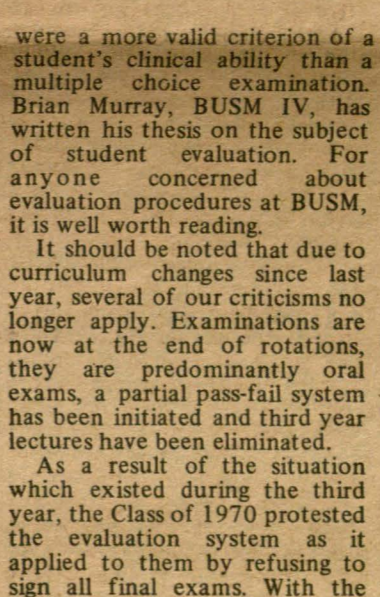 were a more valid criterion of a
student's clinical ability than a
multiple choice examination.
Brian Murray, BUSM IV, has
written his thesis on the subject
of student evaluation. For
anyone concerned about
evaluation procedures at BUSM,
it is well worth reading.
It should be noted that due to
curriculum changes since last
year, several of our criticisms no
longer apply. Examinations are
now at the end of rotations,
they are predominantly oral
exams, a partial pass-fail system
has been initiated and third year
lectures have been eliminated.
As a result of the situation
which existed during the third
year, the Class of 1970 protested
the evaluation system as it
applied to them by refusing to
sign all final exams. With the